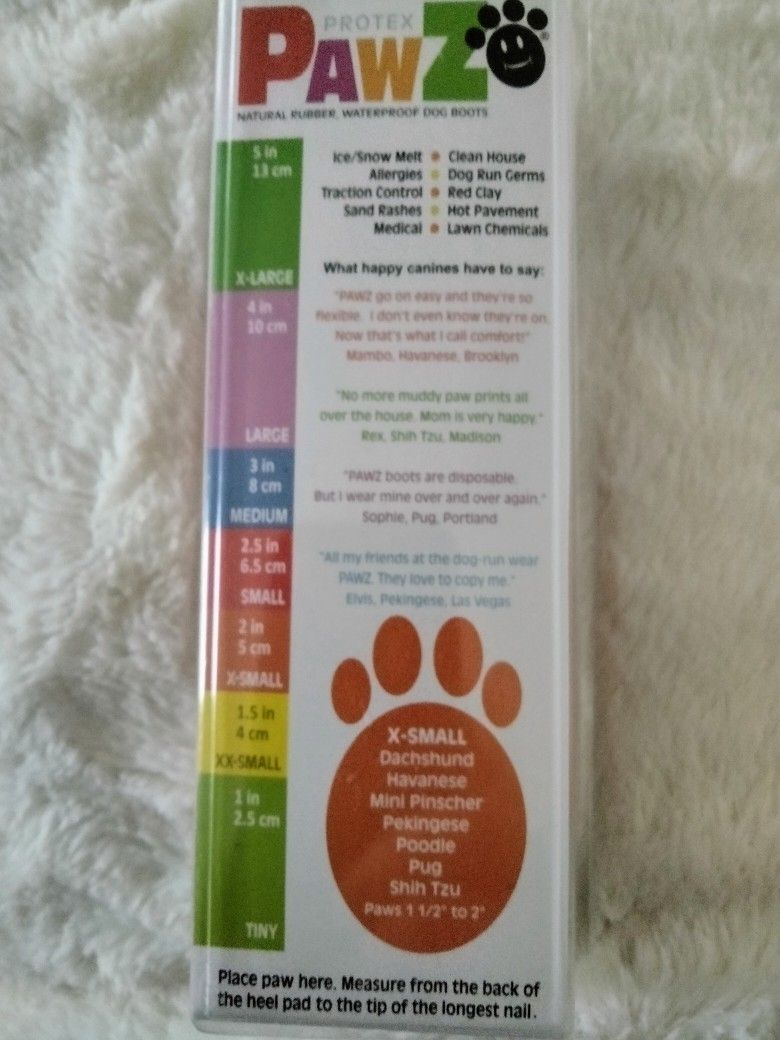 PROTEX
PAWZ
®
NATURAL RUBBER, WATERPROOF DOG BOOTS
5 in
13 cm
X-LARGE
4 in
10 cm
LARGE
3 in
8 cm
MEDIUM
2.5 in
6.5 cm
SMALL
2 in
5 cm
X-SMALL
1.5 in
4 cm
XX-SMALL
1 in
2.5 cm
TINY
Ice/Snow Melt • Clean House
Allergies • Dog Run Germs
Traction Control • Red Clay
Sand Rashes • Hot Pavement
Medical • Lawn Chemicals
What happy canines have to say:
"PAWZ go on easy and they're so
flexible. I don't even know they're on.
Now that's what I call comfort!"
Mambo, Havanese, Brooklyn
"No more muddy paw prints all
over the house. Mom is very happy."
Rex, Shih Tzu, Madison
"PAWZ boots are disposable.
But I wear mine over and over again."
Sophie, Pug, Portland
"All my friends at the dog-run wear
PAWZ. They love to copy me."
Elvis, Pekingese, Las Vegas
X-SMALL
Dachshund
Havanese
Mini Pinscher
Pekingese
Poodle
Pug
Shih Tzu
Paws 1 1/2" to 2"
Place paw here. Measure from the back of
the heel pad to the tip of the longest nail.